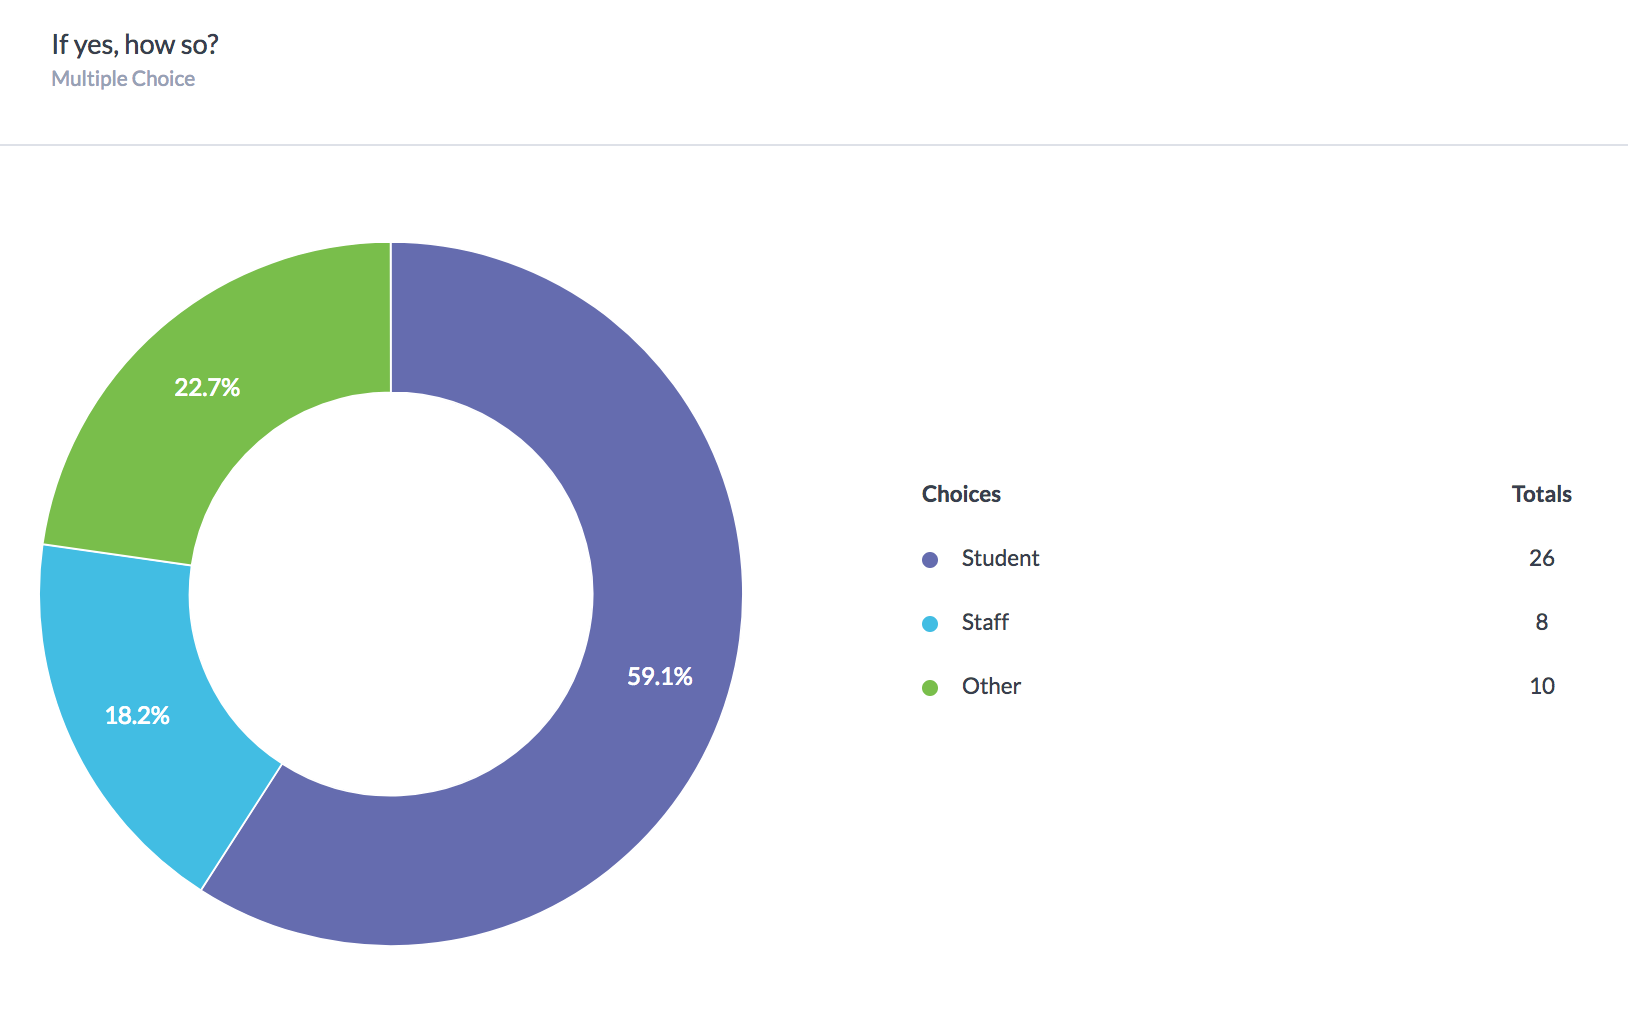 If yes, how so?
Multiple Choice
22.7%
59.1%
18.2%
Choices Totals
Student 26
Staff 8
Other 10